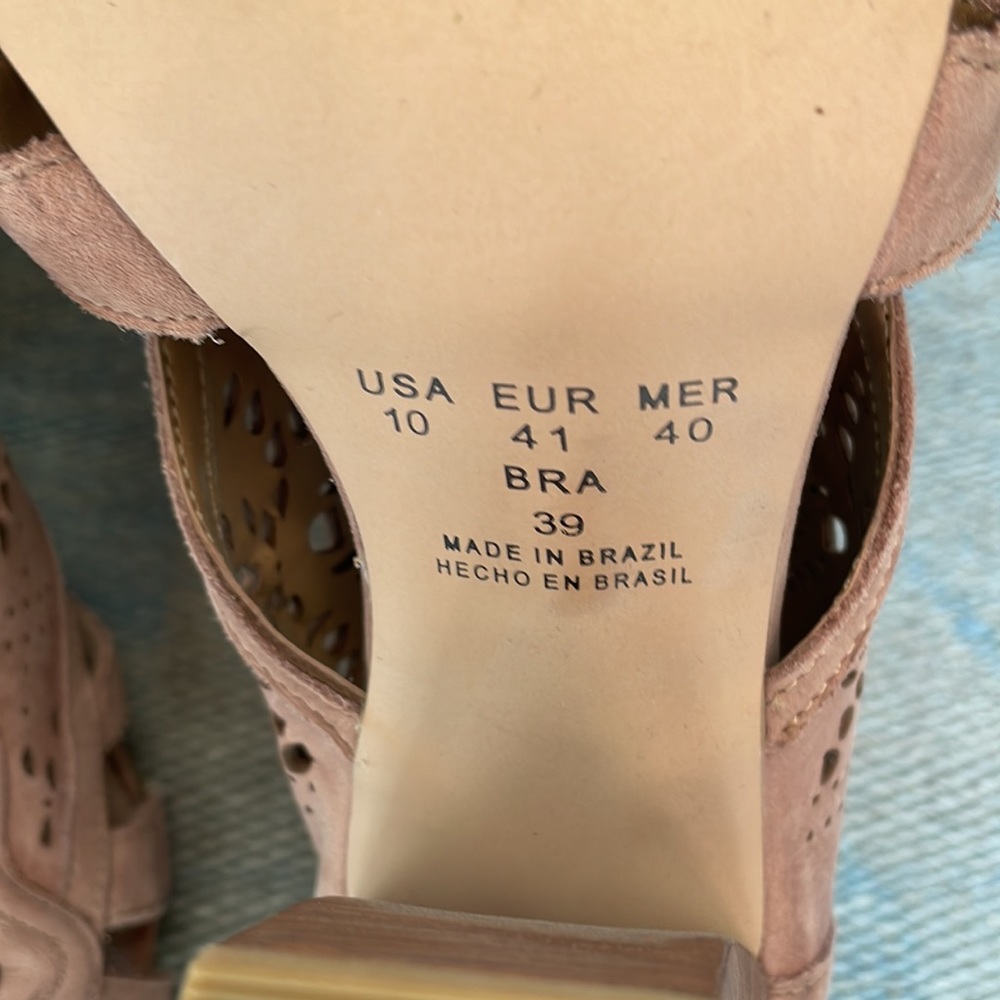 USA EUR MER
10 41 40
BRA
39
MADE IN BRAZIL
HECHO EN BRASIL